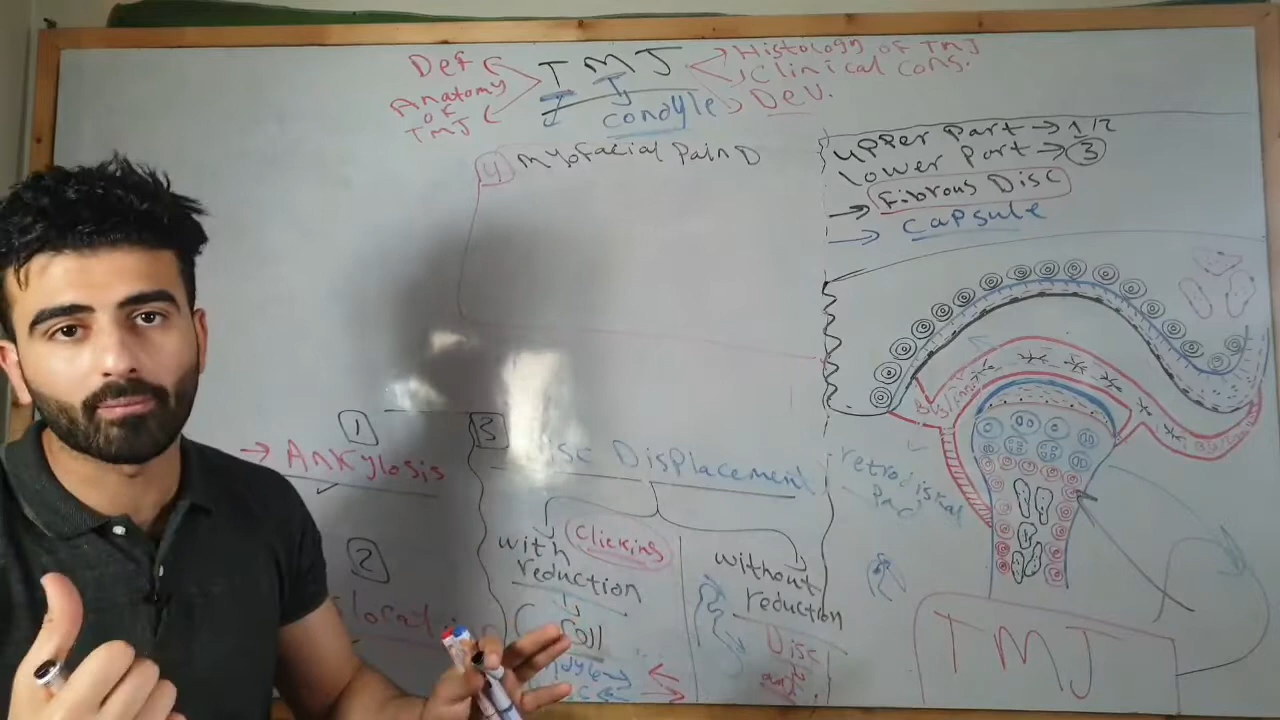 Def
Anatomy
of
TMJ
TMJ
condyle
Histology of TMJ
Clinical Cons.
Dev.
4 Myofacial Pain D
upper Part → 1/2
lower Part → 3
→ Fibrous Disc
→ Capsule
1
→ Ankylosis
2
3
Disc Displacement
with
reduction
Clicking
without
reduction
Disc
ant.
retrodiskal
Pad
TMJ